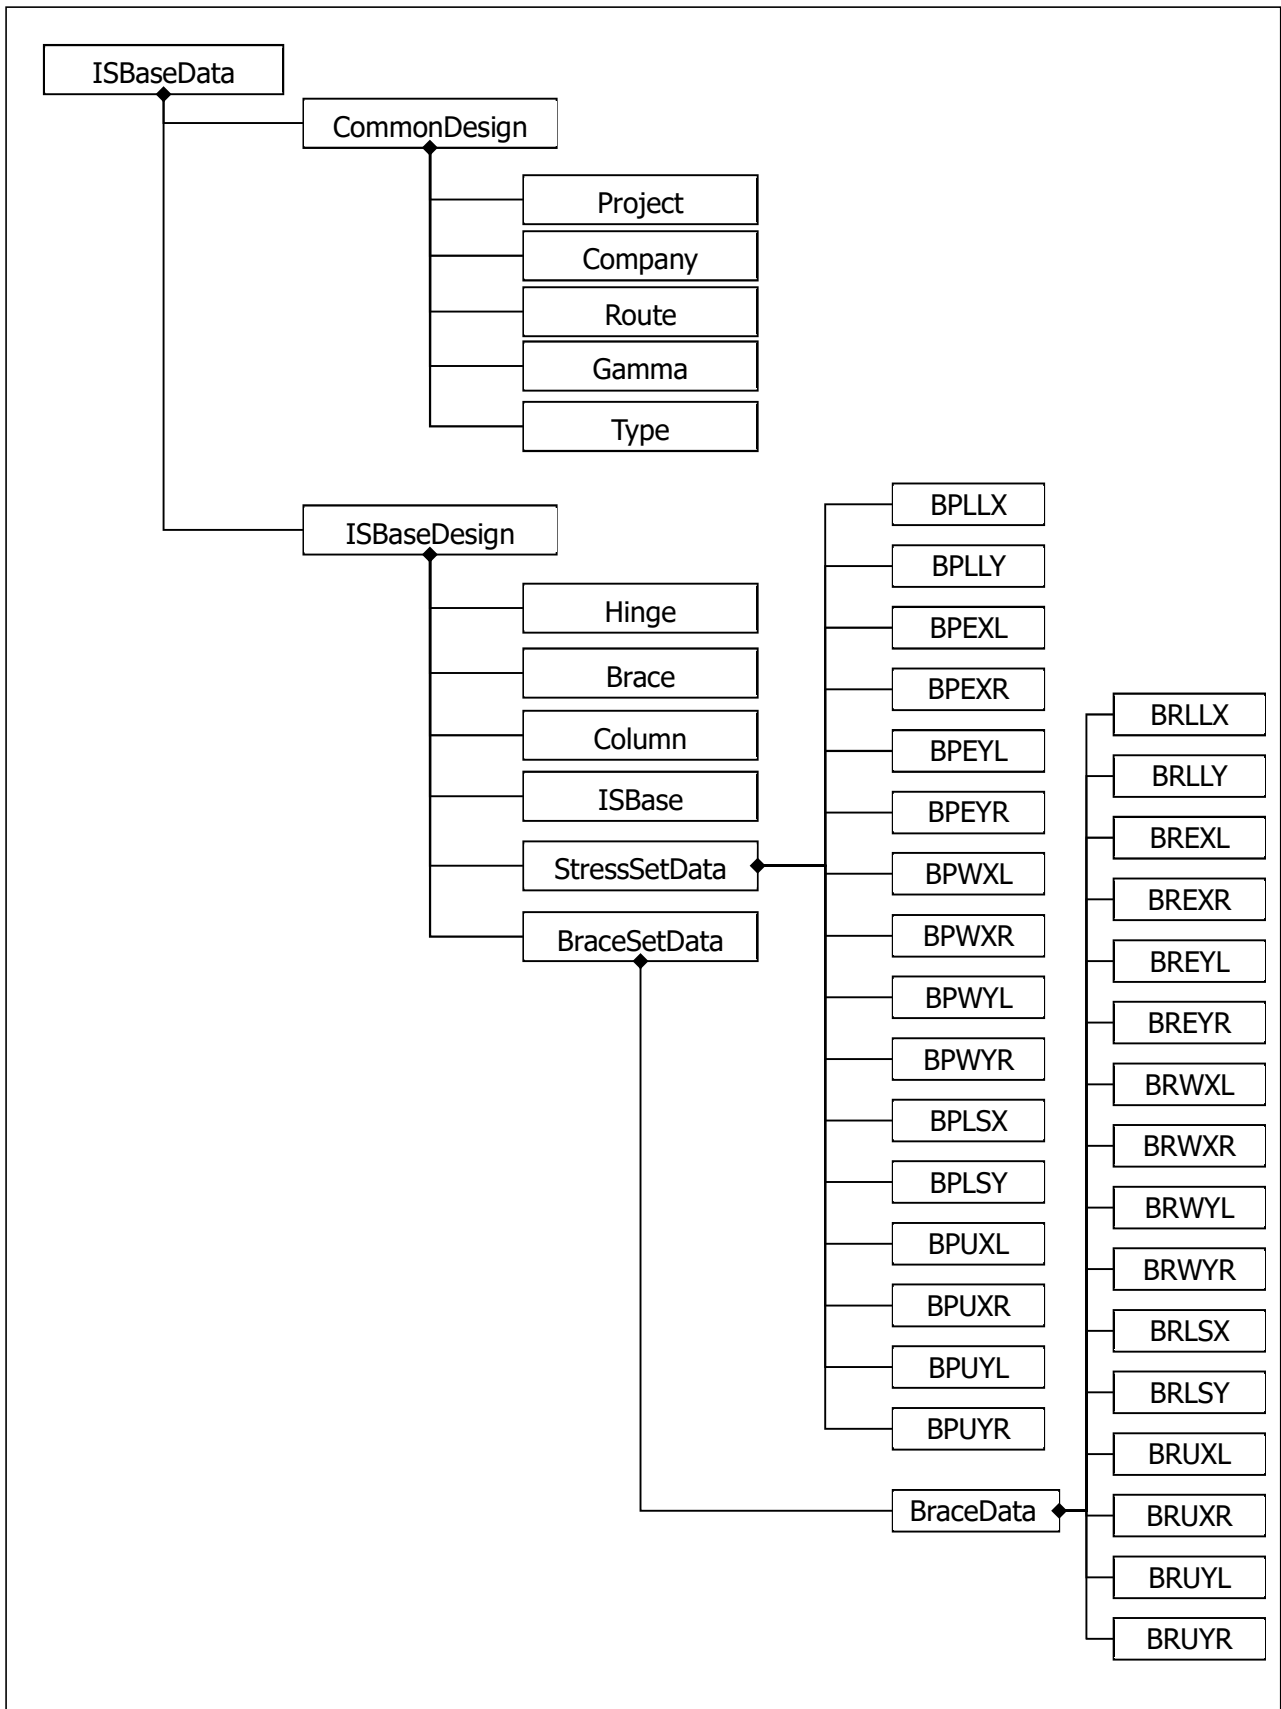 ISBaseData
CommonDesign
Project
Company
Route
Gamma
Type
ISBaseDesign
Hinge
Brace
Column
ISBase
StressSetData
BPLLX
BPLLY
BPEXL
BPEXR
BPEYL
BPEYR
BPWXL
BPWXR
BPWYL
BPWYR
BPLSX
BPLSY
BPUXL
BPUXR
BPUYL
BPUYR
BraceSetData
BraceData
BRLLX
BRLLY
BREXL
BREXR
BREYL
BREYR
BRWXL
BRWXR
BRWYL
BRWYR
BRLSX
BRLSY
BRUXL
BRUXR
BRUYL
BRUYR